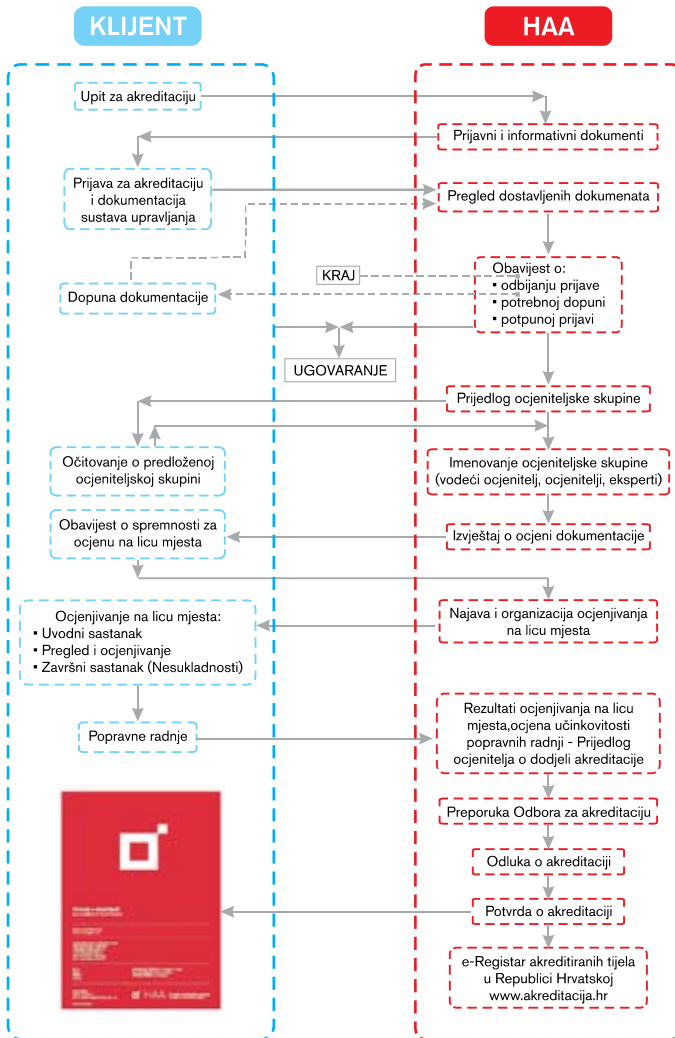 KLIJENT
HAA
Upit za akreditaciju
Prijavni i informativni dokumenti
Prijava za akreditaciju
i dokumentacija
sustava upravljanja
Pregled dostavljenih dokumenata
Obavijest o:
▪ odbijanju prijave
▪ potrebnoj dopuni
▪ potpunoj prijavi
KRAJ
Dopuna dokumentacije
UGOVARANJE
Prijedlog ocjeniteljske skupine
Očitovanje o predloženoj
ocjeniteljskoj skupini
Imenovanje ocjeniteljske skupine
(vodeći ocjenitelj, ocjenitelji, eksperti)
Izvještaj o ocjeni dokumentacije
Obavijest o spremnosti za
ocjenu na licu mjesta
Najava i organizacija ocjenjivanja
na licu mjesta
Ocjenjivanje na licu mjesta:
▪ Uvodni sastanak
▪ Pregled i ocjenjivanje
▪ Završni sastanak (Nesukladnosti)
Popravne radnje
Rezultati ocjenjivanja na licu
mjesta,ocjena učinkovitosti
popravnih radnji - Prijedlog
ocjenitelja o dodjeli akreditacije
Preporuka Odbora za akreditaciju
Odluka o akreditaciji
Potvrda o akreditaciji
e-Registar akreditiranih tijela
u Republici Hrvatskoj
www.akreditacija.hr
HAA